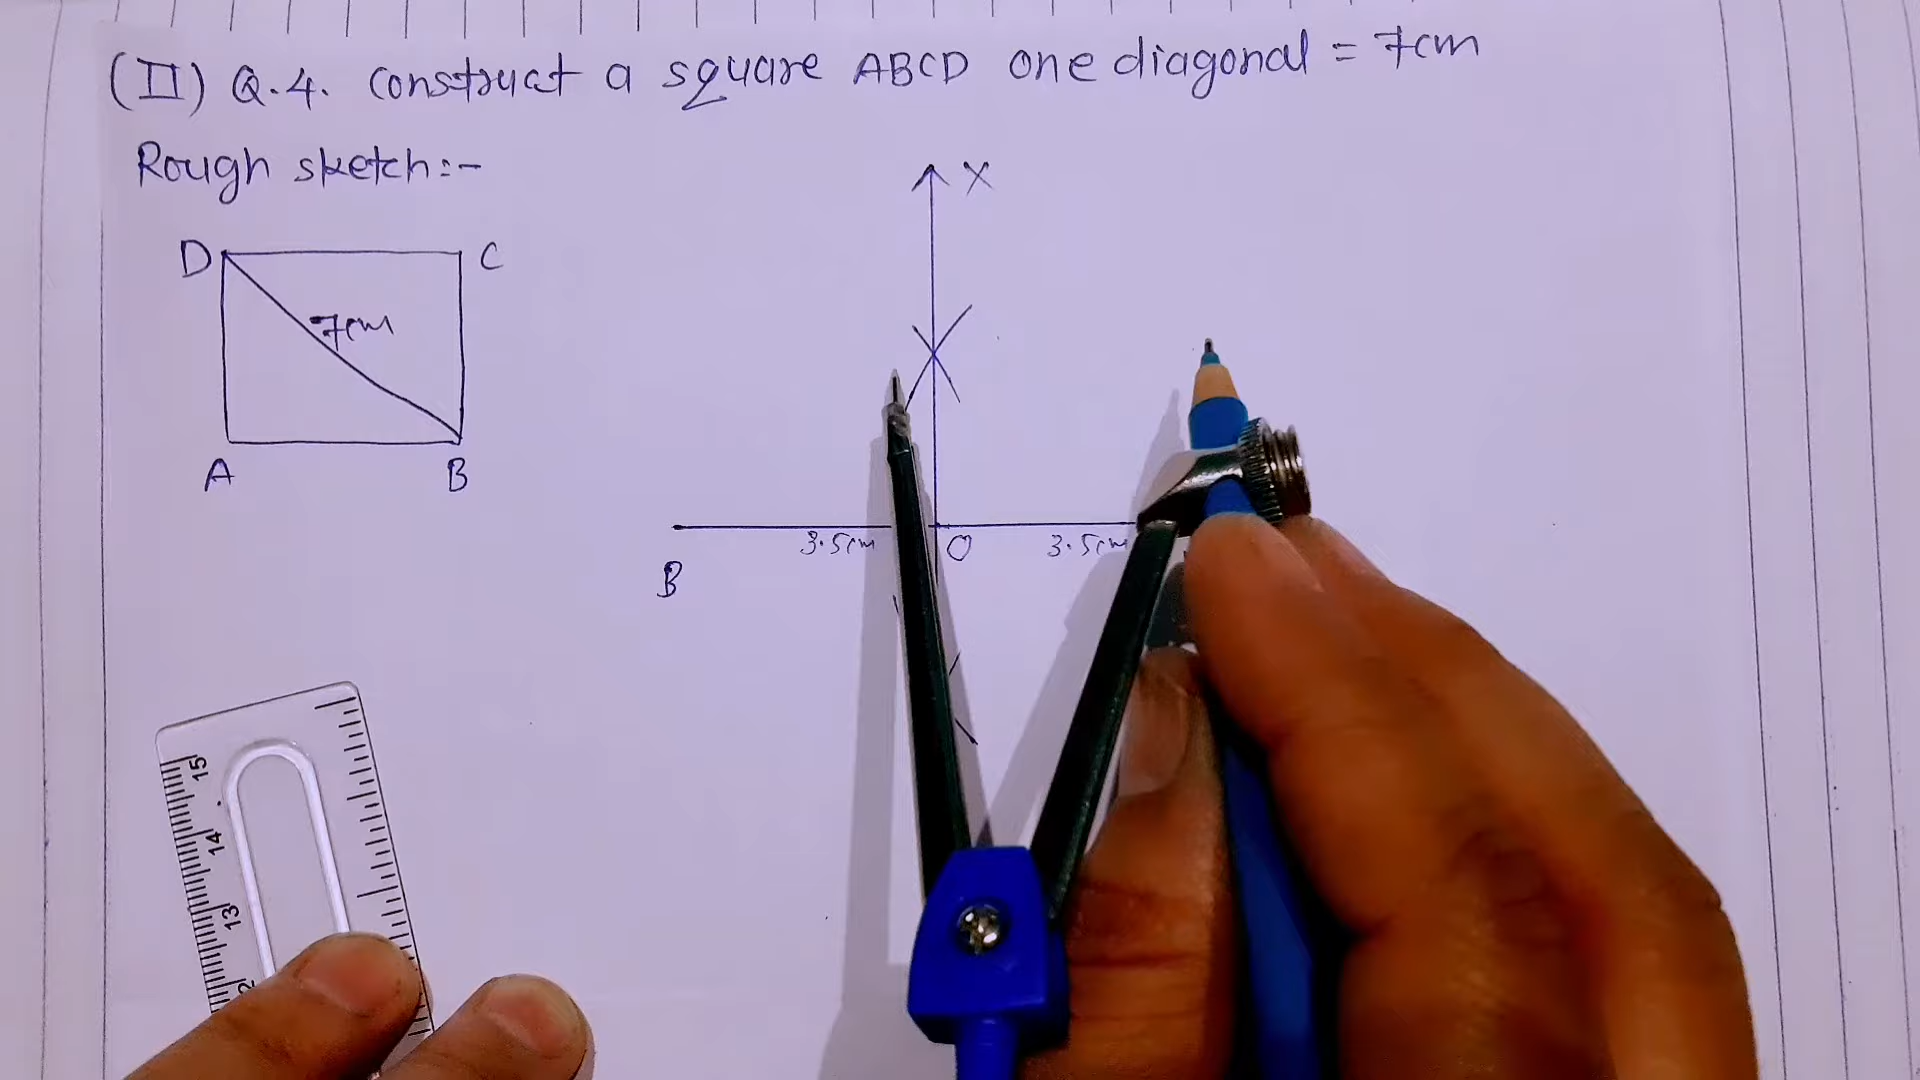 (II) Q.4. Construct a square ABCD one diagonal = 7cm
Rough sketch:-
X
D C
7cm
A B
3.5cm O 3.5cm
B
15
14
13